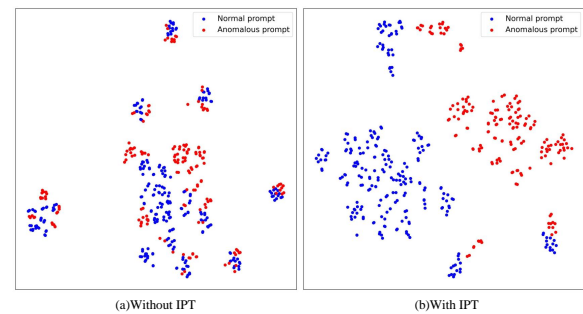 Normal prompt
Anomalous prompt
Normal prompt
Anomalous prompt
(a)Without IPT
(b)With IPT